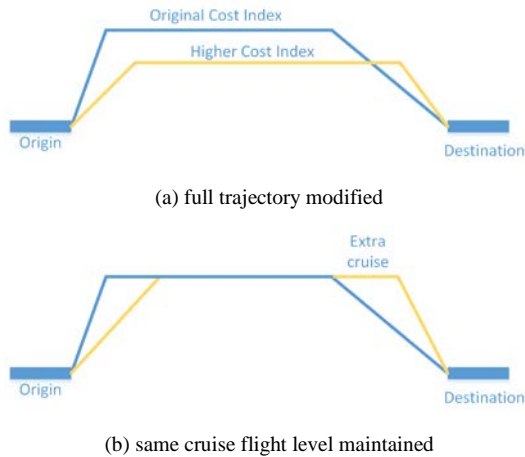 Original Cost Index
Higher Cost Index
Origin
Destination
(a) full trajectory modified
Extra
cruise
Origin
Destination
(b) same cruise flight level maintained